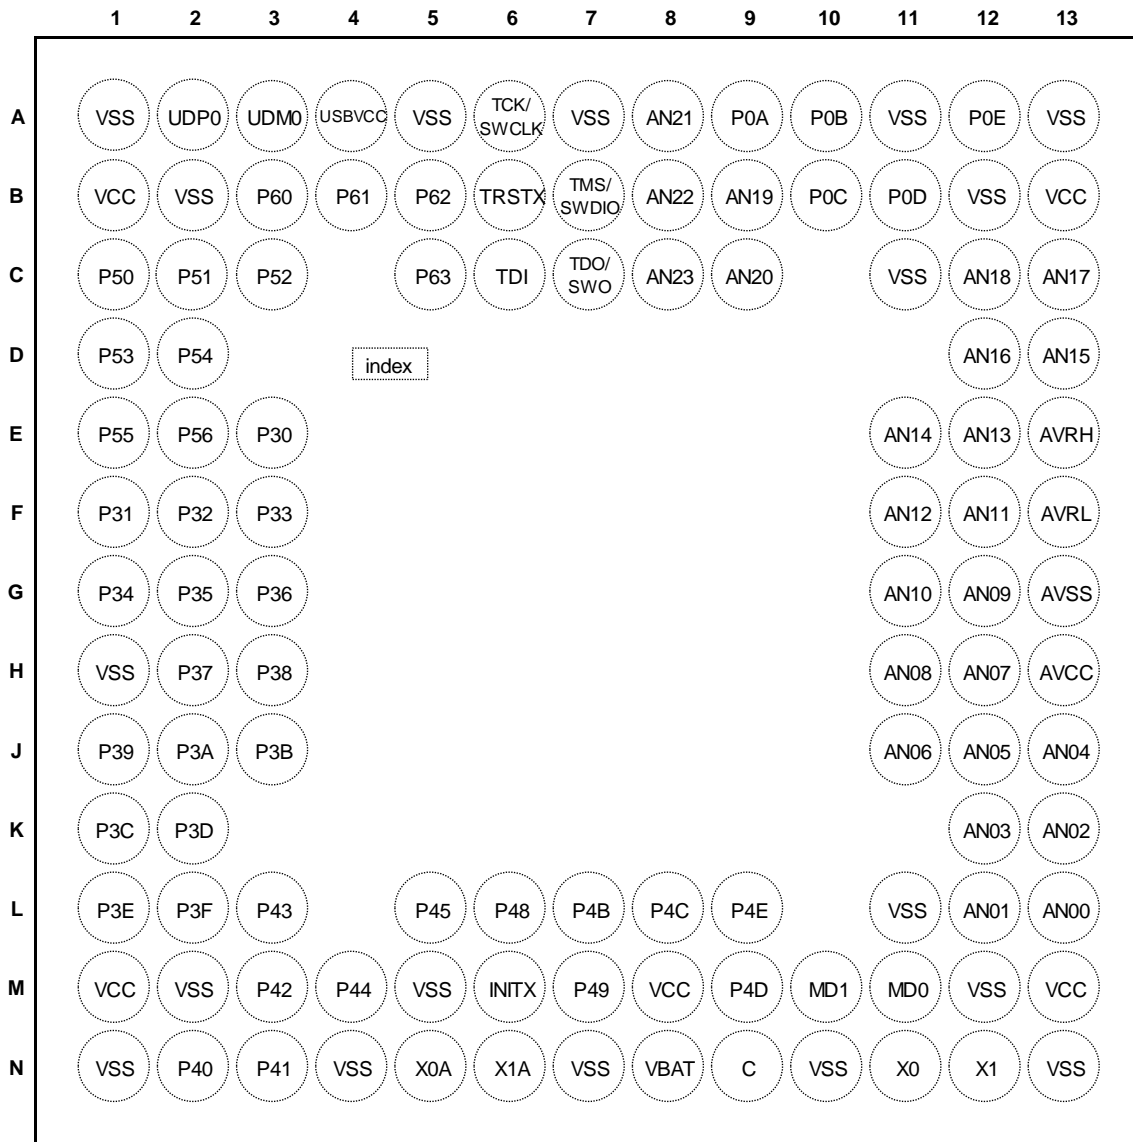 1 2 3 4 5 6 7 8 9 10 11 12 13
A VSS UDP0 UDM0 USBVCC VSS TCK/SWCLK VSS AN21 P0A P0B VSS P0E VSS
B VCC VSS P60 P61 P62 TRSTX TMS/SWDIO AN22 AN19 P0C P0D VSS VCC
C P50 P51 P52 P63 TDI TDO/SWO AN23 AN20 VSS AN18 AN17
D P53 P54 index AN16 AN15
E P55 P56 P30 AN14 AN13 AVRH
F P31 P32 P33 AN12 AN11 AVRL
G P34 P35 P36 AN10 AN09 AVSS
H VSS P37 P38 AN08 AN07 AVCC
J P39 P3A P3B AN06 AN05 AN04
K P3C P3D AN03 AN02
L P3E P3F P43 P45 P48 P4B P4C P4E VSS AN01 AN00
M VCC VSS P42 P44 VSS INITX P49 VCC P4D MD1 MD0 VSS VCC
N VSS P40 P41 VSS X0A X1A VSS VBAT C VSS X0 X1 VSS